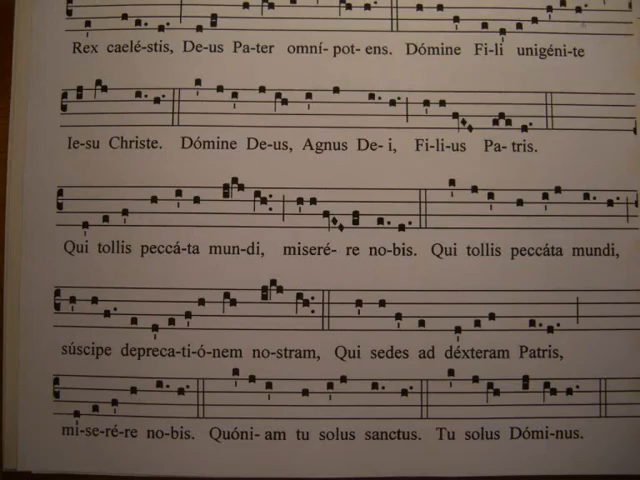 Rex caelé-stis, De-us Pa-ter omní-pot-ens. Dómine Fi-li unigéni-te
Ie-su Christe. Dómine De-us, Agnus De-i, Fi-li-us Pa-tris.
Qui tollis peccá-ta mun-di, miseré-re no-bis. Qui tollis peccáta mundi,
súscipe depreca-ti-ó-nem no-stram, Qui sedes ad déxteram Patris,
mi-se-ré-re no-bis. Quóni-am tu solus sanctus. Tu solus Dómi-nus.